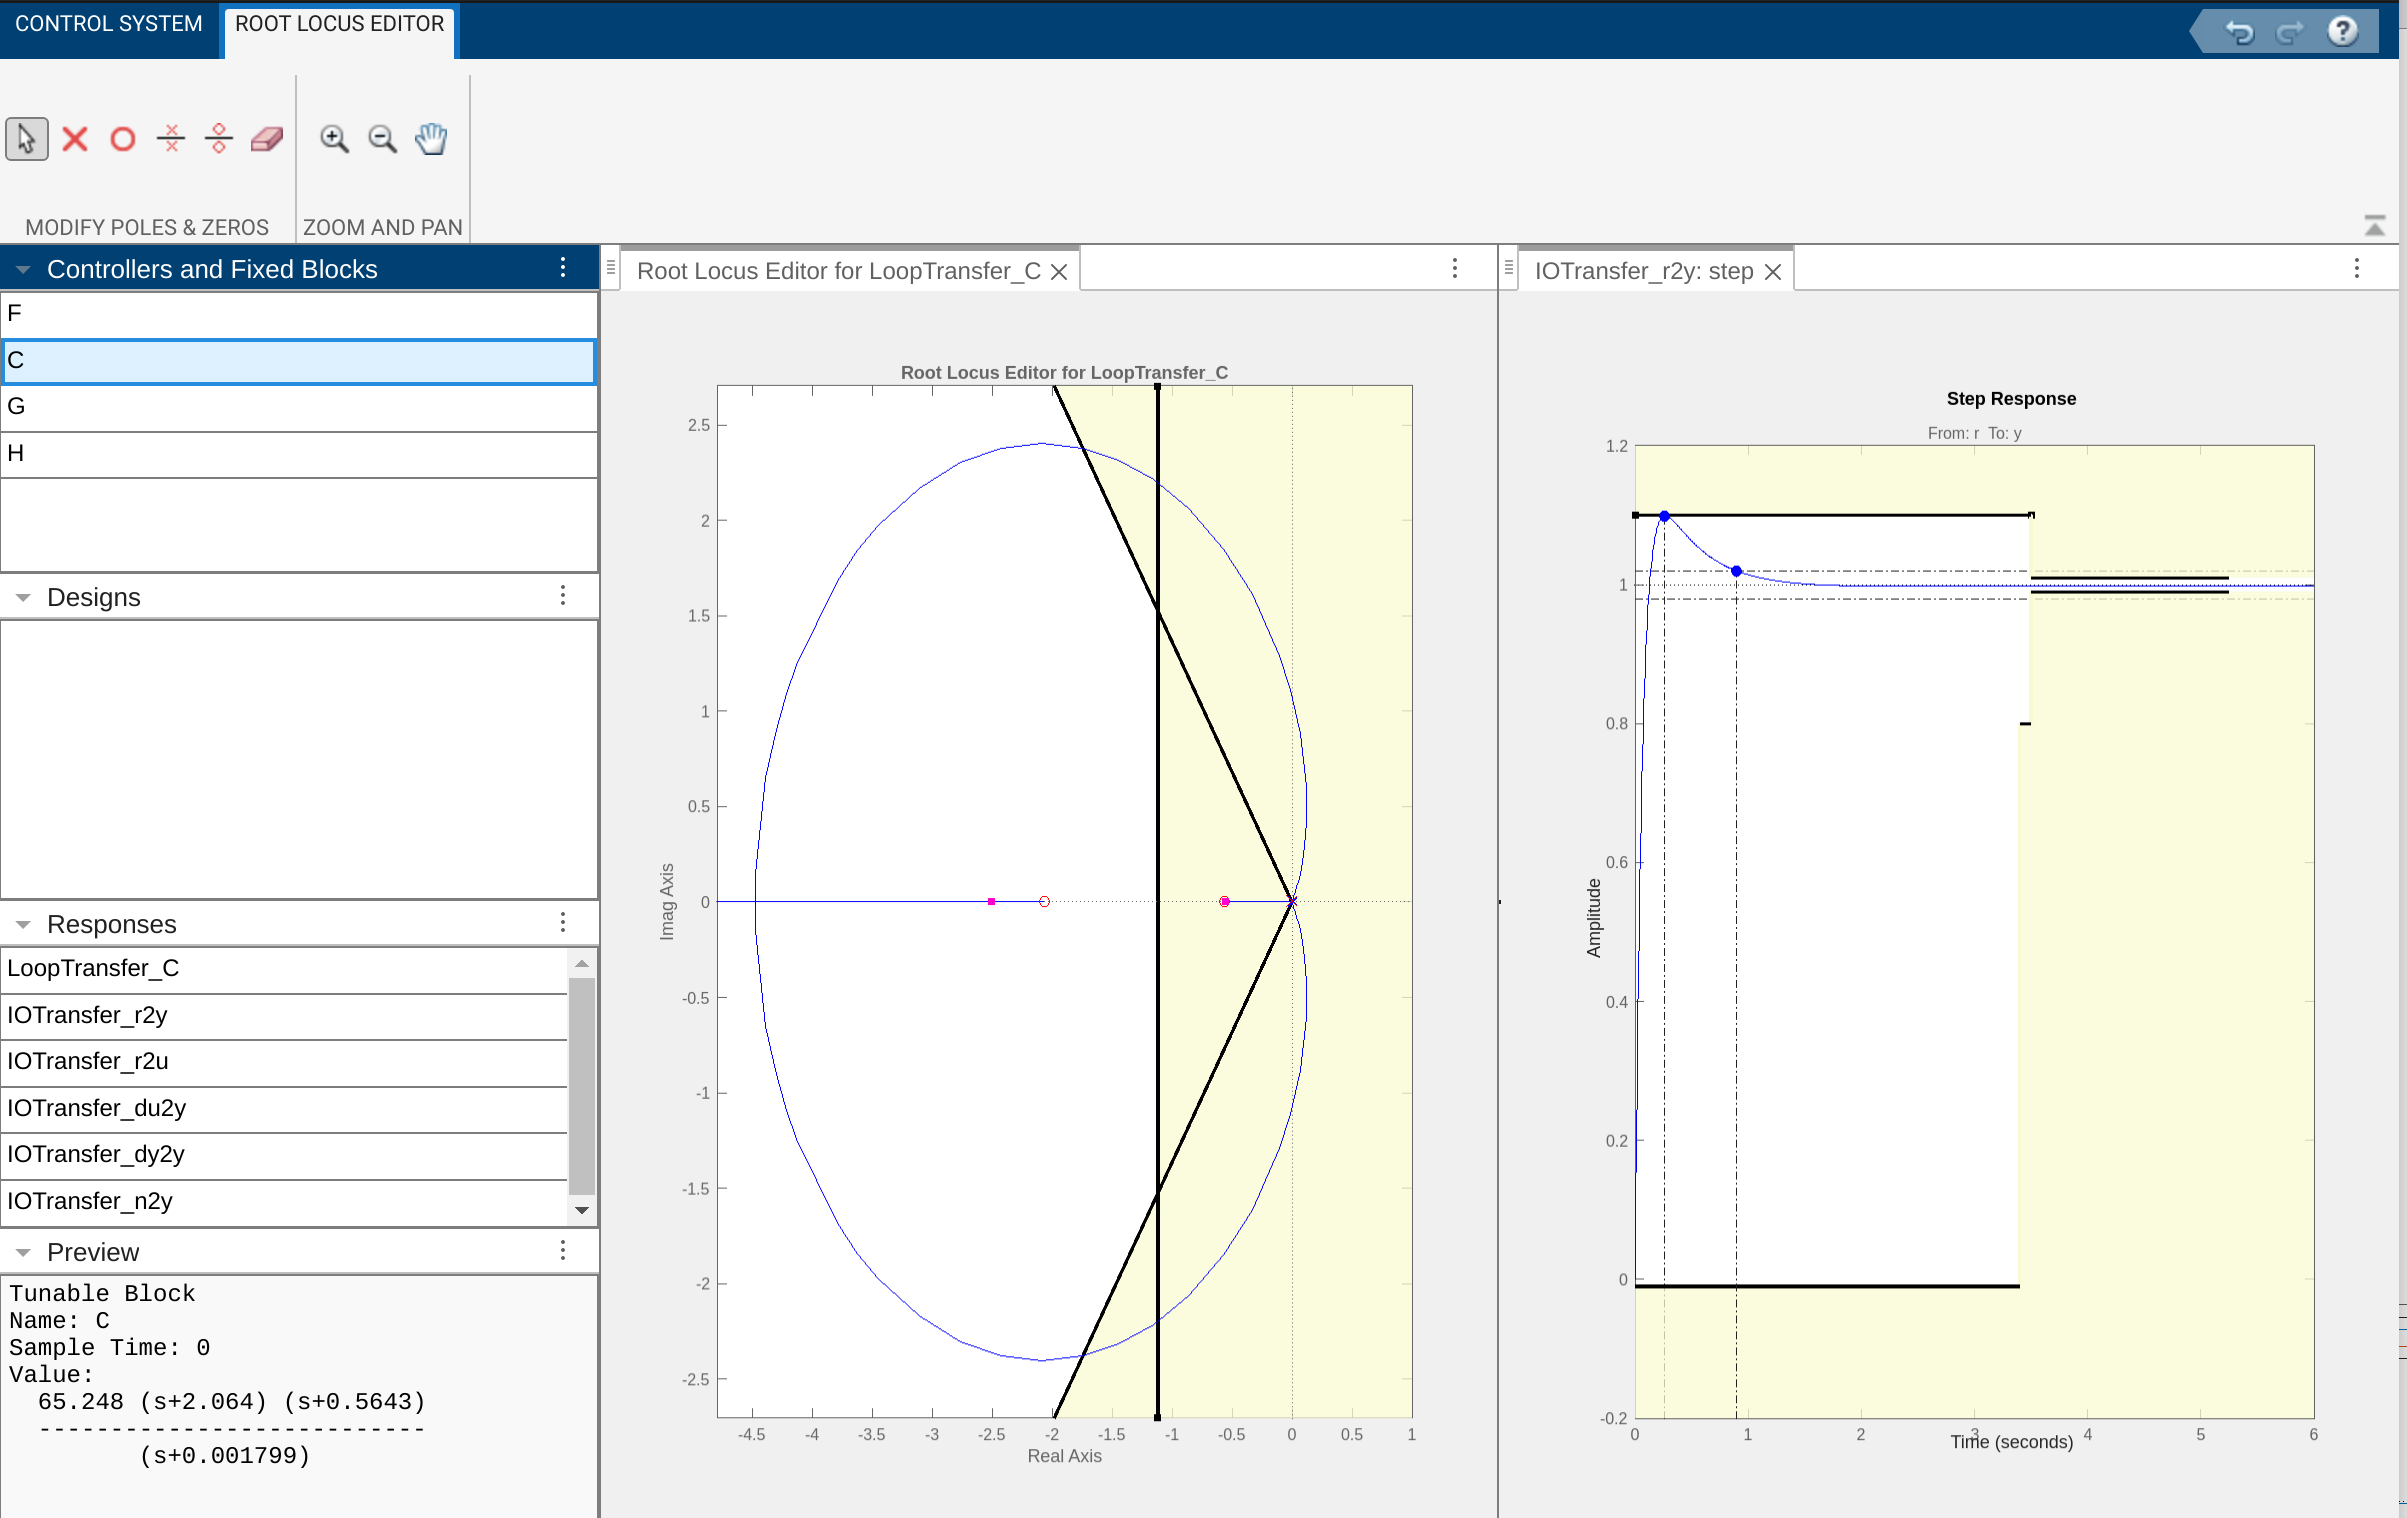 CONTROL SYSTEM
ROOT LOCUS EDITOR
MODIFY POLES & ZEROS
ZOOM AND PAN
Controllers and Fixed Blocks
F
C
G
H
Designs
Responses
LoopTransfer_C
IOTransfer_r2y
IOTransfer_r2u
IOTransfer_du2y
IOTransfer_dy2y
IOTransfer_n2y
Preview
Tunable Block
Name: C
Sample Time: 0
Value:
65.248 (s+2.064) (s+0.5643)
---------------------------
(s+0.001799)
Root Locus Editor for LoopTransfer_C
Root Locus Editor for LoopTransfer_C
2.5
2
1.5
1
0.5
0
-0.5
-1
-1.5
-2
-2.5
Imag Axis
-4.5 -4 -3.5 -3 -2.5 -2 -1.5 -1 -0.5 0 0.5 1
Real Axis
IOTransfer_r2y: step
Step Response
From: r To: y
1.2
1
0.8
0.6
0.4
0.2
0
-0.2
Amplitude
0 1 2 3 4 5 6
Time (seconds)